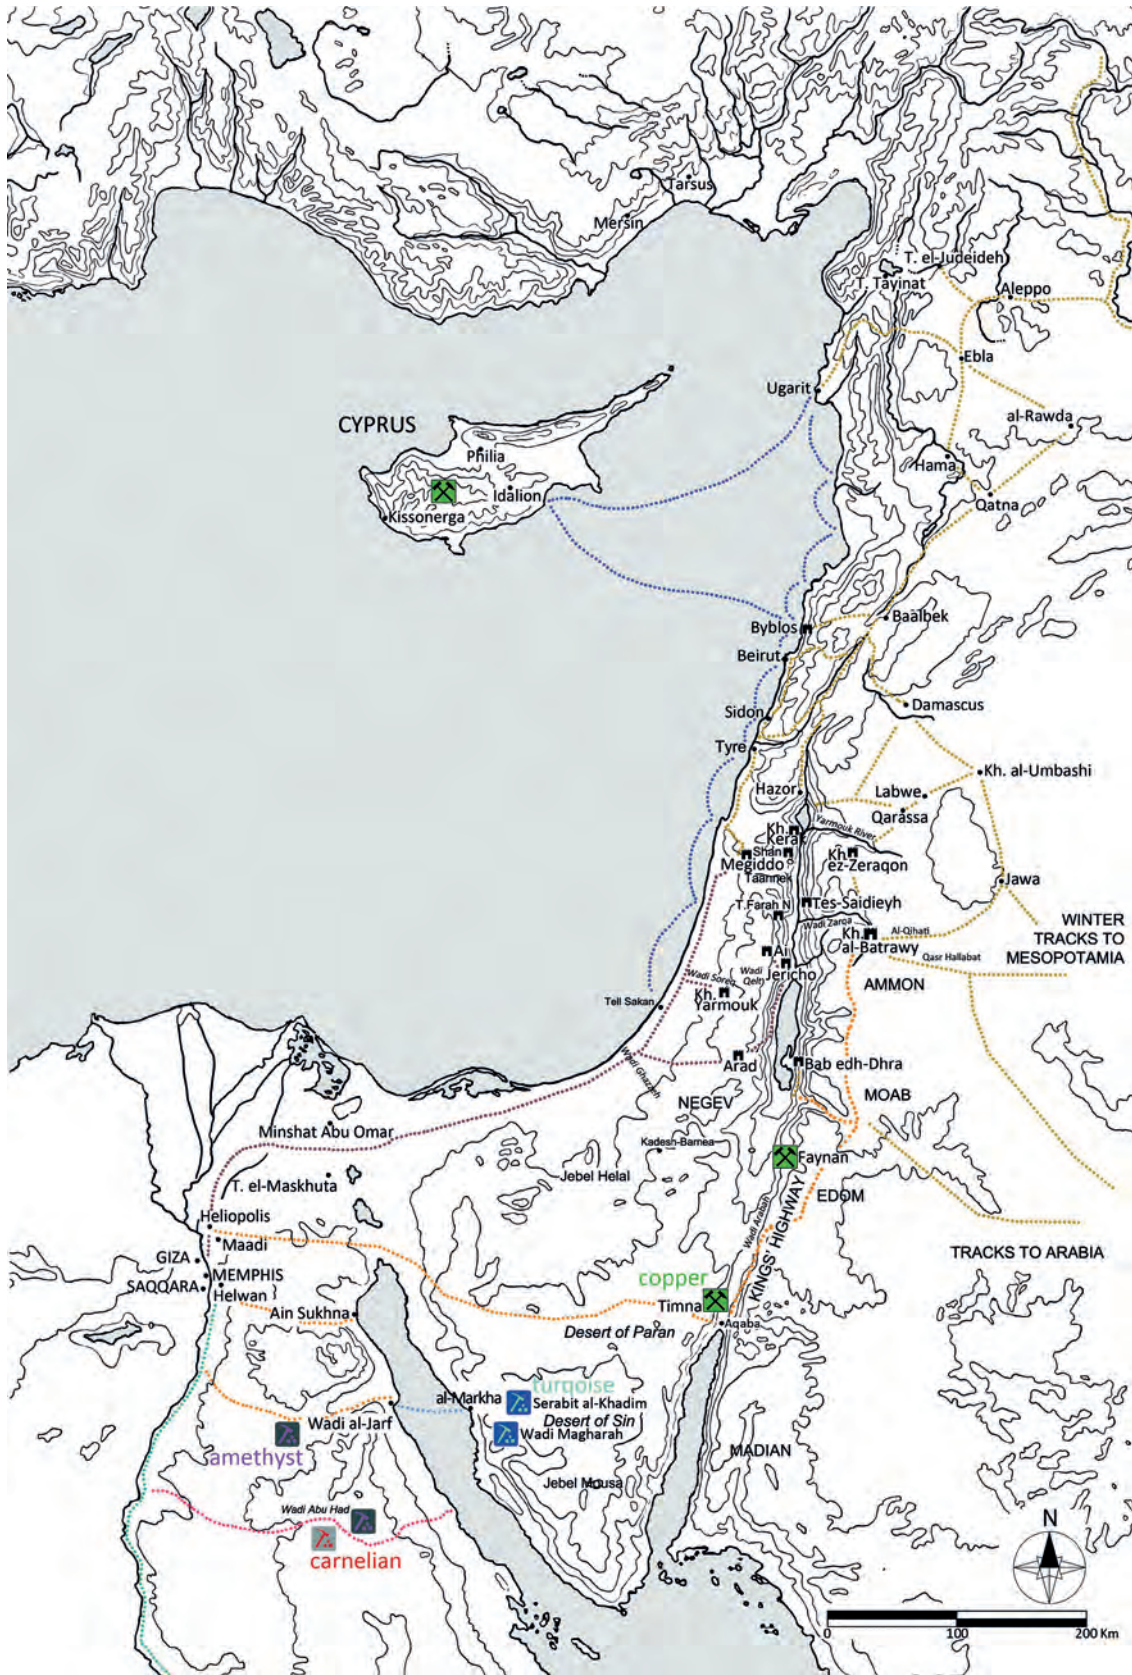 Tarsus
Mersin
T. el-Judeideh
T. Tayinat
Aleppo
Ebla
Ugarit
al-Rawda
CYPRUS
Philia
Hama
Idalion
Qatna
Kissonerga
Byblos
Baalbek
Beirut
Damascus
Sidon
Tyre
Kh. al-Umbashi
Hazor
Labwe
Qarassa
Yarmouk River
Kh.
Kerak
Shan
Megiddo
Kh.
ez-Zeraqon
Taannek
Jawa
T.Farah N
T.es-Saidieyh
WINTER
TRACKS TO
MESOPOTAMIA
Wadi Zarqa
Kh.
al-Batrawy
Al-Qihati
Qasr Hallabat
Ai
Jericho
Wadi
Qelt
Wadi Soreq
AMMON
Kh.
Yarmouk
Tell Sakan
Wadi Ghazzeh
Arad
Bab edh-Dhra
NEGEV
MOAB
Minshat Abu Omar
Kadesh-Barnea
Faynan
Jebel Helal
T. el-Maskhuta
EDOM
Wadi Arabah
KINGS' HIGHWAY
Heliopolis
Maadi
GIZA
MEMPHIS
SAQQARA
Helwan
TRACKS TO ARABIA
copper
Timna
Ain Sukhna
Aqaba
Desert of Paran
turqoise
al-Markha
Serabit al-Khadim
Desert of Sin
Wadi al-Jarf
Wadi Magharah
amethyst
MADIAN
Jebel Mousa
Wadi Abu Had
carnelian
N
100
200 Km